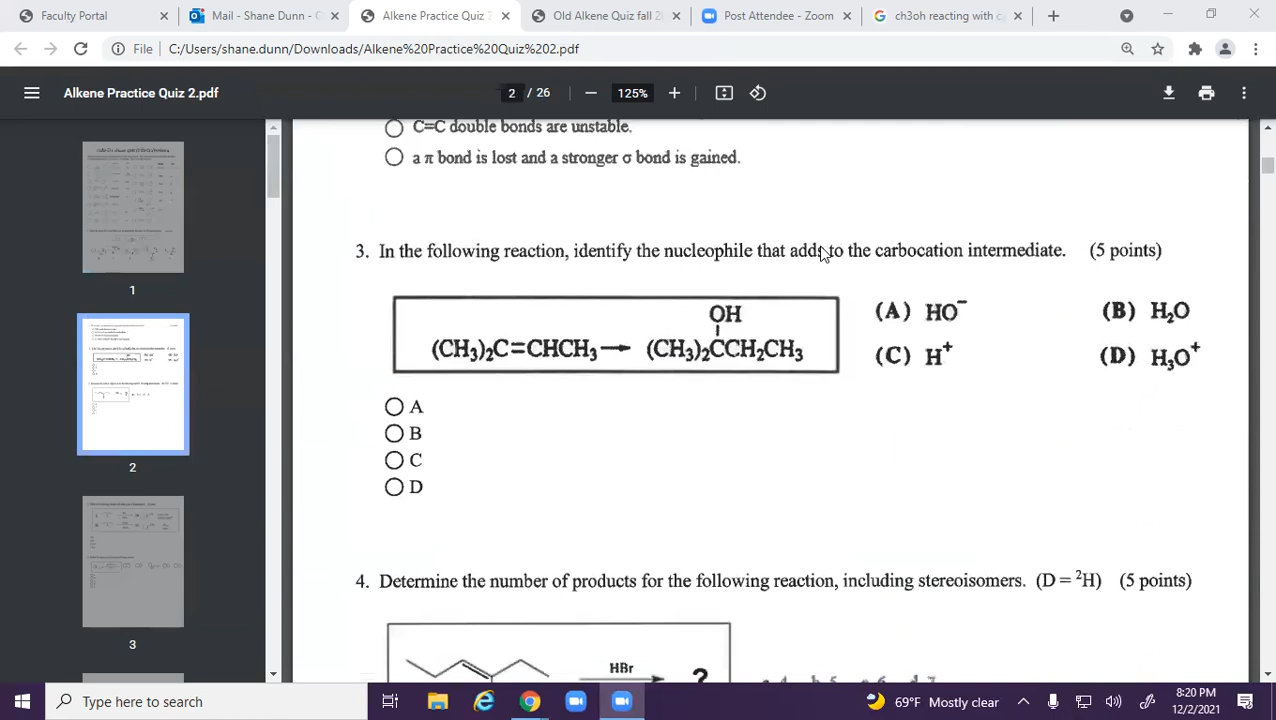 Faculty Portal
Mail - Shane Dunn - C
Alkene Practice Quiz 2
Old Alkene Quiz fall 2
Post Attendee - Zoom
ch3oh reacting with c
File C:/Users/shane.dunn/Downloads/Alkene%20Practice%20Quiz%202.pdf
Alkene Practice Quiz 2.pdf
2 / 26
125%
C=C double bonds are unstable.
a π bond is lost and a stronger σ bond is gained.
3. In the following reaction, identify the nucleophile that adds to the carbocation intermediate. (5 points)
OH
(CH₃)₂C=CHCH₃ → (CH₃)₂CCH₂CH₃
(A) HO⁻ (B) H₂O
(C) H⁺ (D) H₃O⁺
A
B
C
D
4. Determine the number of products for the following reaction, including stereoisomers. (D = ²H) (5 points)
HBr
?
1
2
3
Type here to search
69°F Mostly clear
8:20 PM
12/2/2021